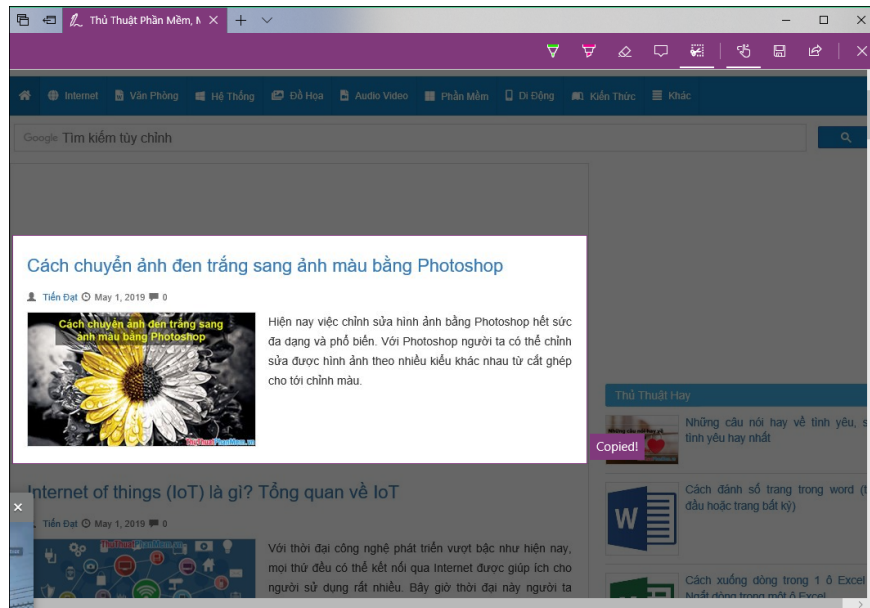 Thủ Thuật Phần Mềm, M
Internet Văn Phòng Hệ Thống Đồ Họa Audio Video Phần Mềm Di Động Kiến Thức Khác
Google Tìm kiếm tùy chỉnh
Cách chuyển ảnh đen trắng sang ảnh màu bằng Photoshop
Tiến Đạt May 1, 2019 0
Cách chuyển ảnh đen trắng sang
ảnh màu bằng Photoshop
ThuThuatPhanMem.vn
Hiện nay việc chỉnh sửa hình ảnh bằng Photoshop hết sức
đa dạng và phổ biến. Với Photoshop người ta có thể chỉnh
sửa được hình ảnh theo nhiều kiểu khác nhau từ cắt ghép
cho tới chỉnh màu.
Thủ Thuật Hay
Những câu nói hay về tình yêu, s
tình yêu hay nhất
Copied!
Cách đánh số trang trong word (t
đầu hoặc trang bất kỳ)
W
Internet of things (IoT) là gì? Tổng quan về IoT
Tiến Đạt May 1, 2019 0
ThuThuatPhanMem.vn
Với thời đại công nghệ phát triển vượt bậc như hiện nay,
mọi thứ đều có thể kết nối qua Internet được giúp ích cho
người sử dụng rất nhiều. Bây giờ thời đại này người ta
Cách xuống dòng trong 1 ô Excel
Ngắt dòng trong một ô Excel